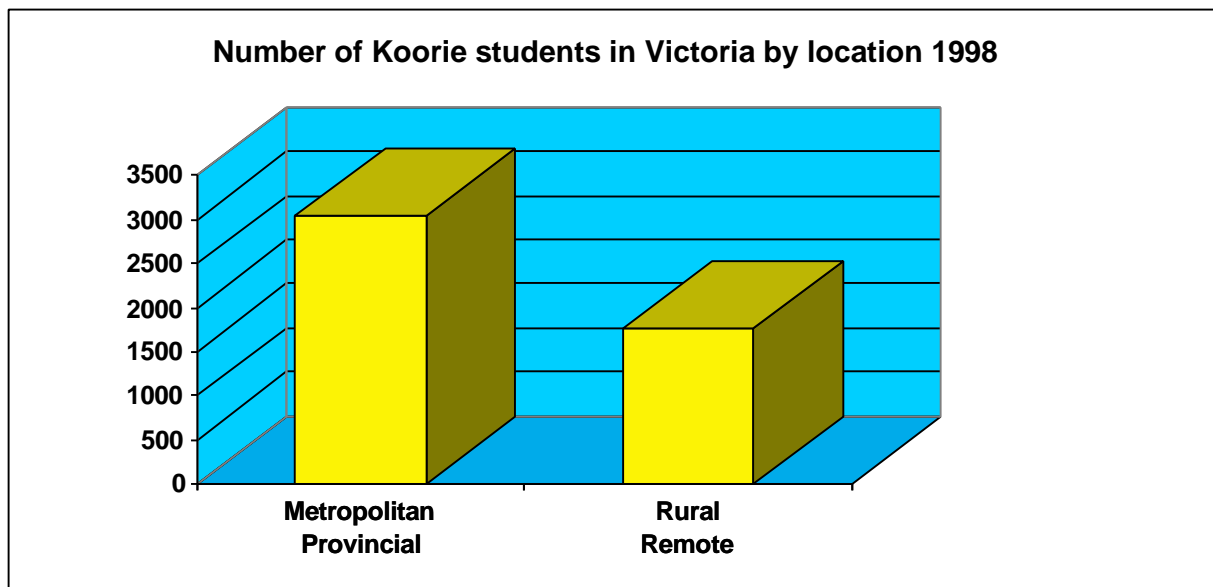 Number of Koorie students in Victoria by location 1998
3500
3000
2500
2000
1500
1000
500
0
Metropolitan
Provincial
Rural
Remote